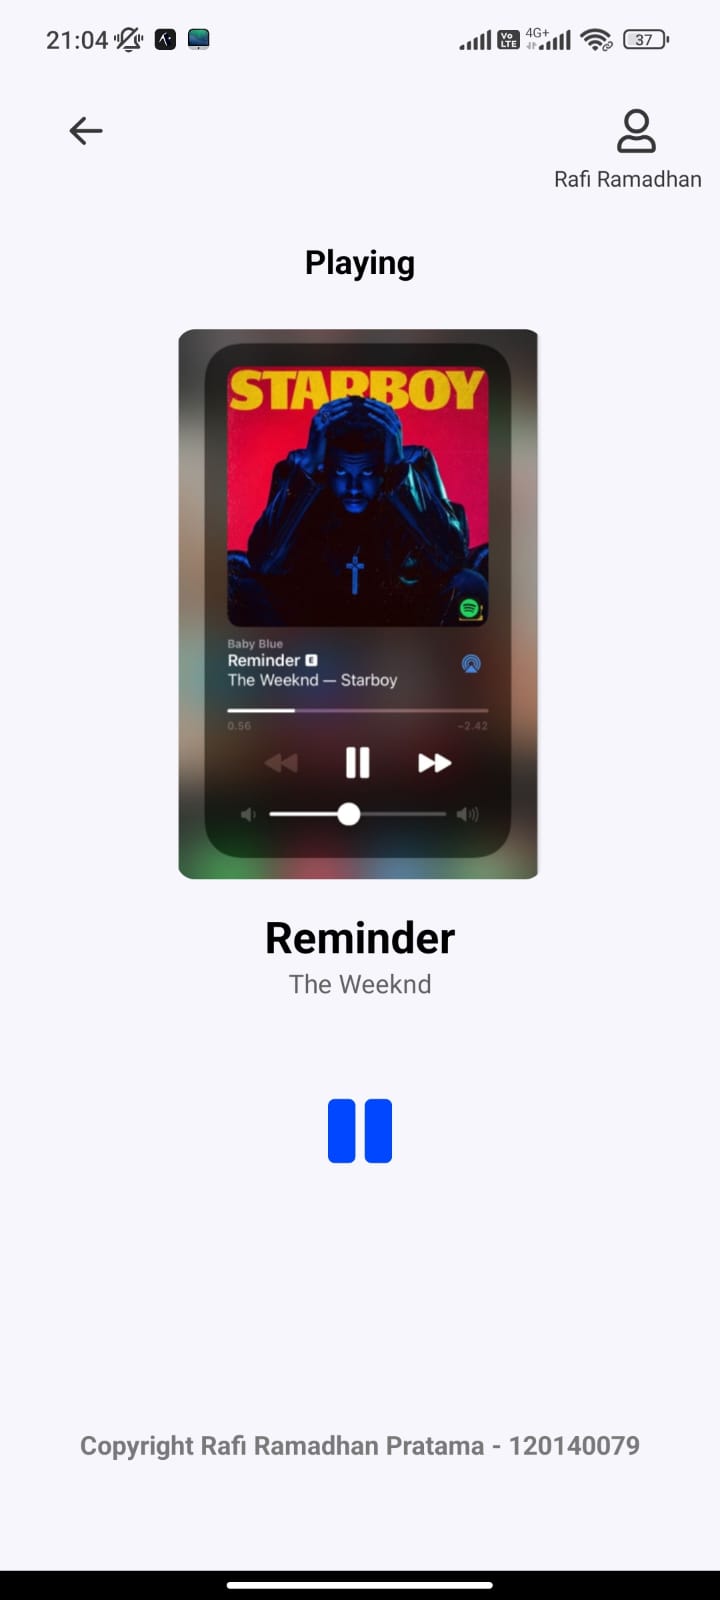 21:04
Vo
LTE
4G+
37
Rafi Ramadhan
Playing
STARBOY
Baby Blue
Reminder E
The Weeknd — Starboy
0.56
-2.42
Reminder
The Weeknd
Copyright Rafi Ramadhan Pratama - 120140079